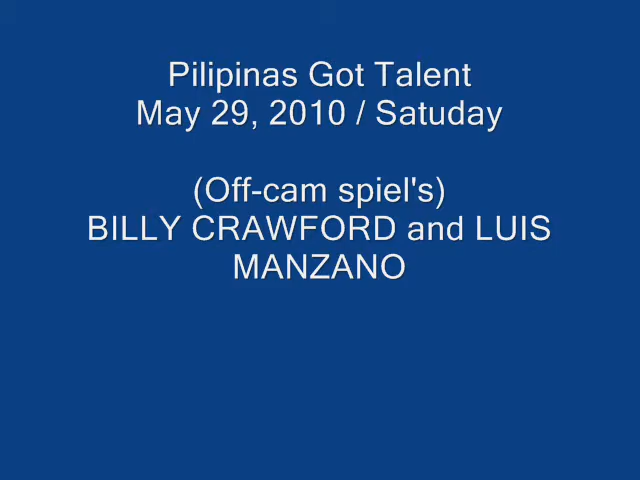 Pilipinas Got Talent
May 29, 2010 / Satuday
(Off-cam spiel's)
BILLY CRAWFORD and LUIS
MANZANO